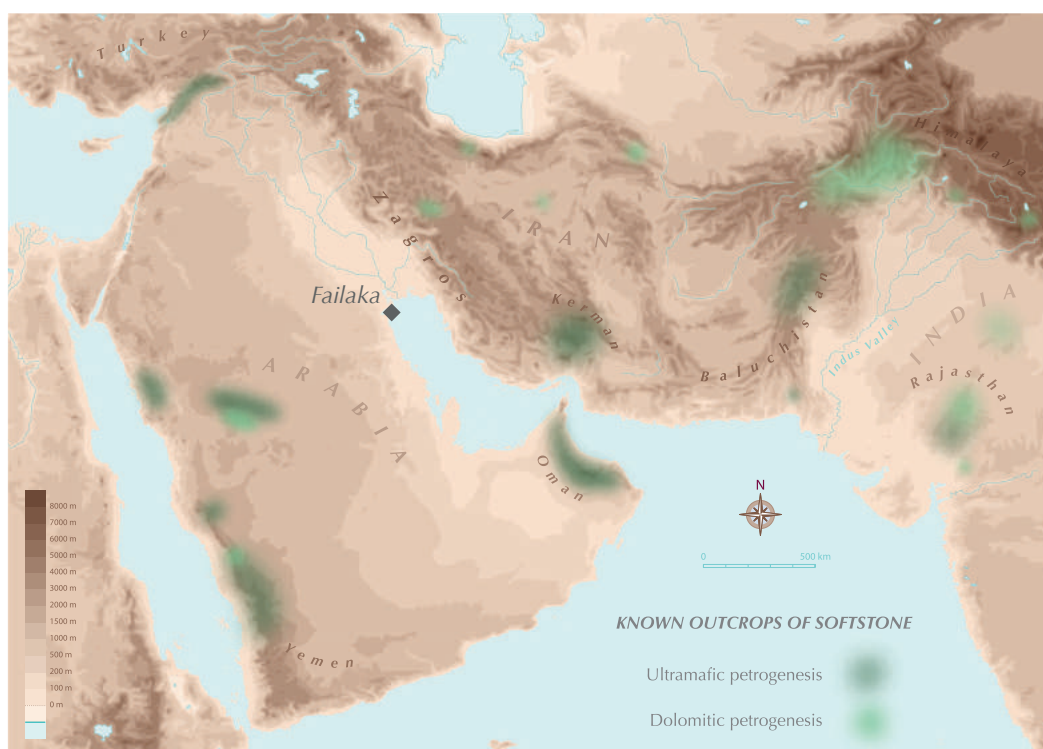 Turkey
Himalaya
Zagros
IRAN
Failaka
Kerman
Baluchistan
Indus Valley
INDIA
Rajasthan
ARABIA
Oman
Yemen
N
0 500 km
8000 m
7000 m
6000 m
5000 m
4000 m
3000 m
2000 m
1500 m
1000 m
500 m
200 m
100 m
0 m
KNOWN OUTCROPS OF SOFTSTONE
Ultramafic petrogenesis
Dolomitic petrogenesis